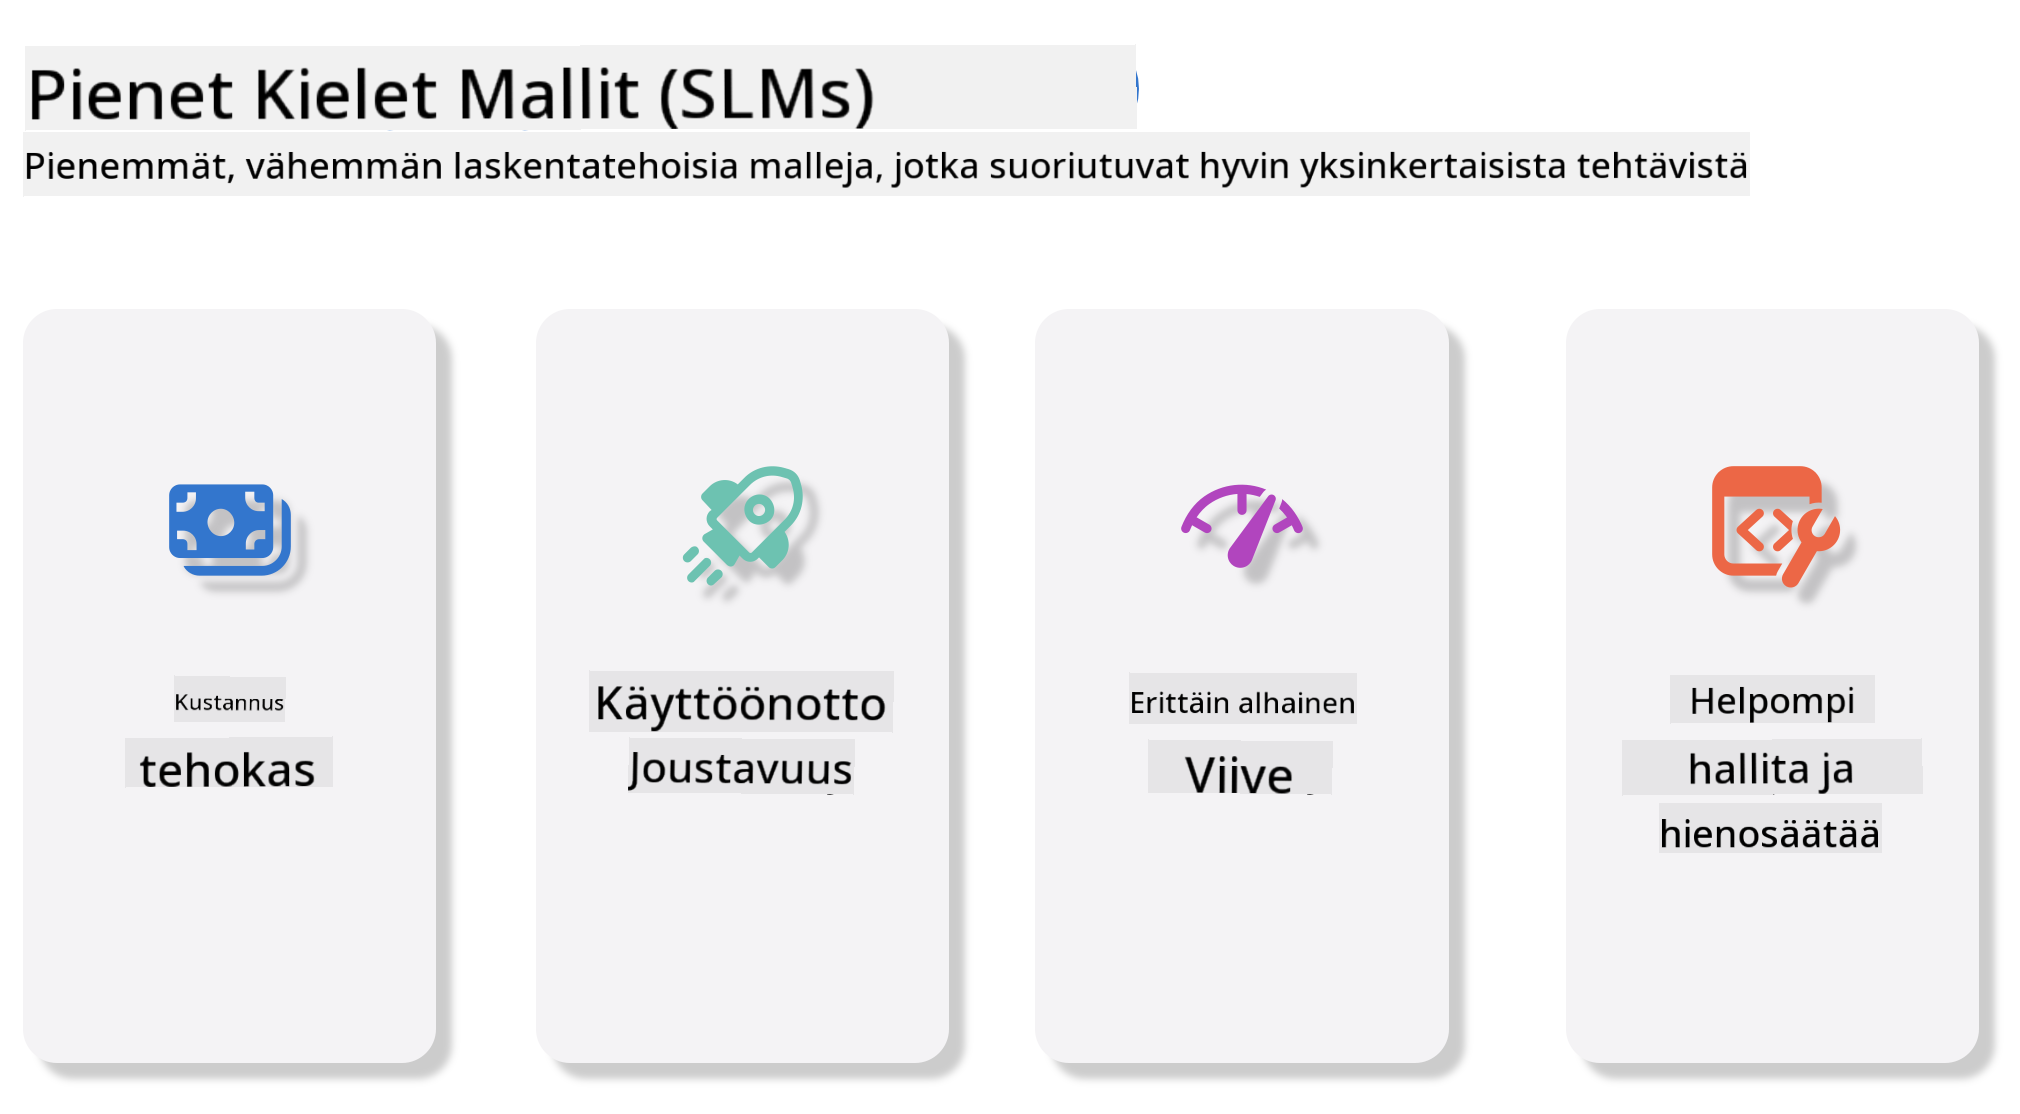 Pienet Kielet Mallit (SLMs)
Pienemmät, vähemmän laskentatehoisia malleja, jotka suoriutuvat hyvin yksinkertaisista tehtävistä
Kustannus
tehokas
Käyttöönotto
Joustavuus
Erittäin alhainen
Viive
Helpompi
hallita ja
hienosäätää